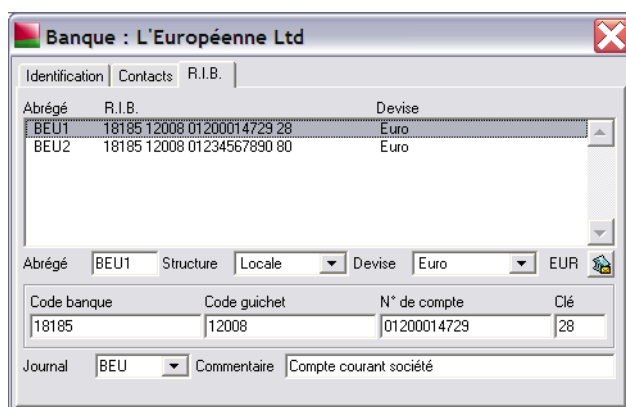 Banque : L'Européenne Ltd
Identification Contacts R.I.B.
Abrégé R.I.B. Devise
BEU1 18185 12008 01200014729 28 Euro
BEU2 18185 12008 01234567890 80 Euro
Abrégé BEU1 Structure Locale Devise Euro EUR
Code banque Code guichet N° de compte Clé
18185 12008 01200014729 28
Journal BEU Commentaire Compte courant société